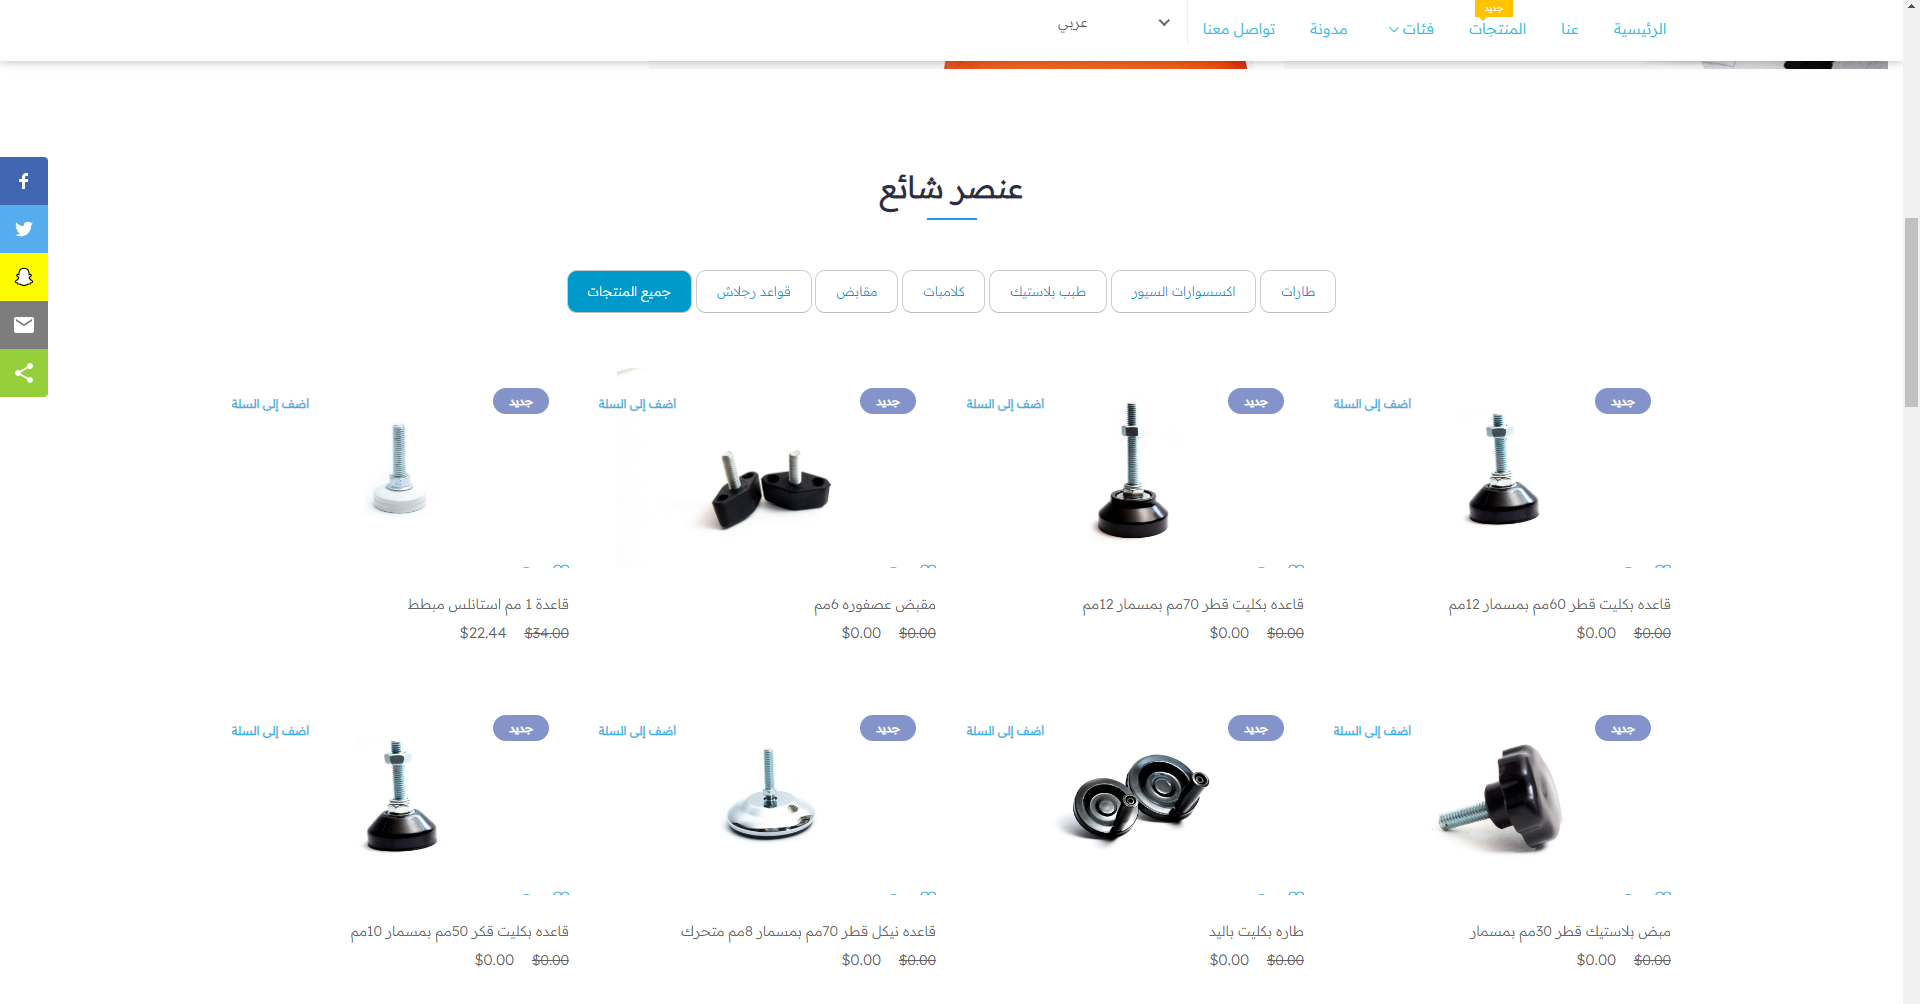 جديد
الرئيسية
عنا
المنتجات
فئات
مدونة
تواصل معنا
عربي
عنصر شائع
طارات
اكسسوارات السيور
طبب بلاستيك
كلامبات
مقابض
قواعد رجلاش
جميع المنتجات
جديد
اضف إلى السلة
جديد
اضف إلى السلة
جديد
اضف إلى السلة
جديد
اضف إلى السلة
قاعده بكليت قطر 60مم بمسمار 12مم
$0.00 $0.00
قاعده بكليت قطر 70مم بمسمار 12مم
$0.00 $0.00
مقبض عصفوره 6مم
$0.00 $0.00
قاعدة 1 مم استانلس مبطط
$34.00 $22.44
جديد
اضف إلى السلة
جديد
اضف إلى السلة
جديد
اضف إلى السلة
جديد
اضف إلى السلة
مبض بلاستيك قطر 30مم بمسمار
$0.00 $0.00
طاره بكليت باليد
$0.00 $0.00
قاعده نيكل قطر 70مم بمسمار 8مم متحرك
$0.00 $0.00
قاعده بكليت قكر 50مم بمسمار 10مم
$0.00 $0.00